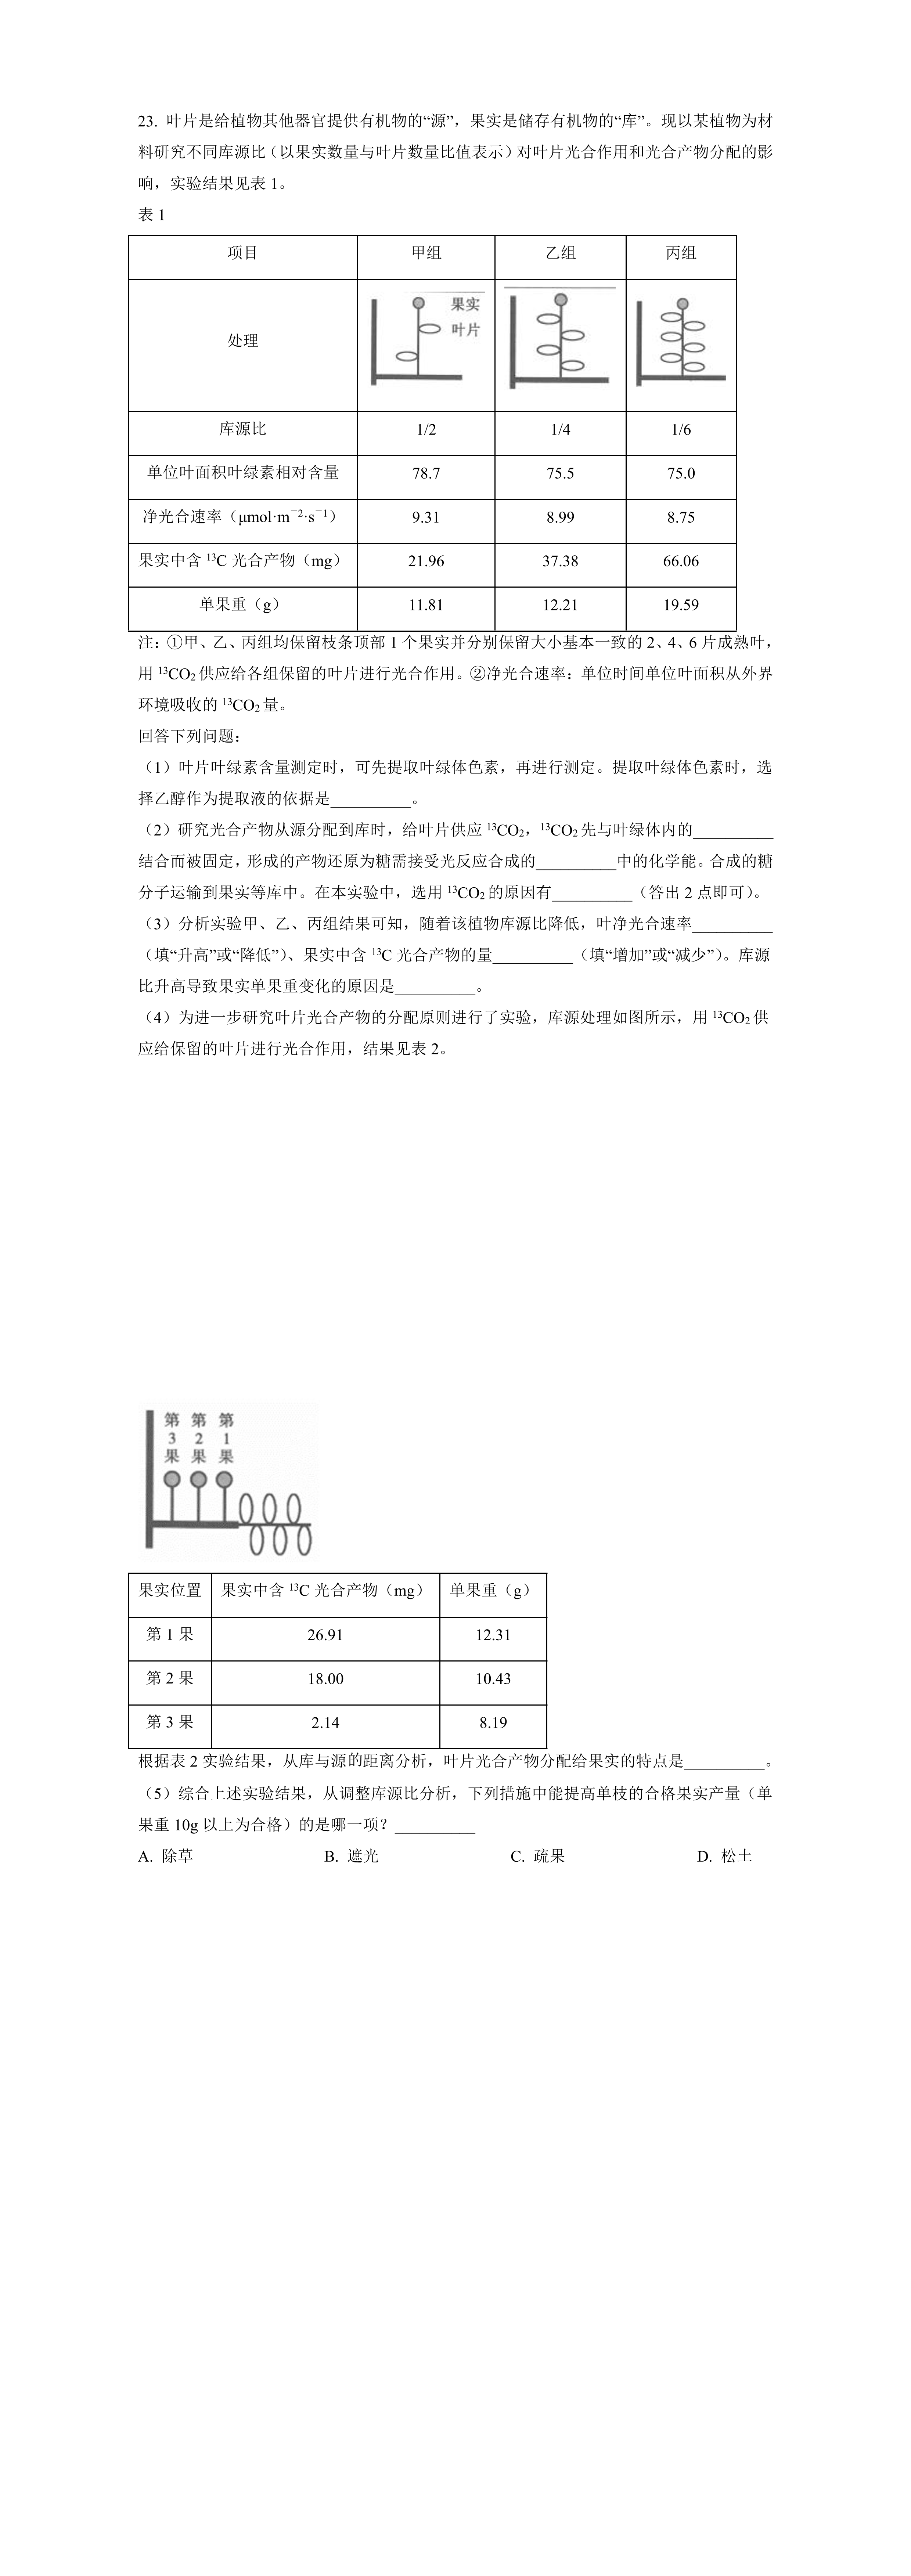 23. 叶片是给植物其他器官提供有机物的“源”，果实是储存有机物的“库”。现以某植物为材
料研究不同库源比（以果实数量与叶片数量比值表示）对叶片光合作用和光合产物分配的影
响，实验结果见表 1。
表 1
项目 甲组 乙组 丙组
处理 果实 叶片
库源比 1/2 1/4 1/6
单位叶面积叶绿素相对含量 78.7 75.5 75.0
净光合速率（μmol·m⁻²·s⁻¹） 9.31 8.99 8.75
果实中含 ¹³C 光合产物（mg） 21.96 37.38 66.06
单果重（g） 11.81 12.21 19.59
注：①甲、乙、丙组均保留枝条顶部 1 个果实并分别保留大小基本一致的 2、4、6 片成熟叶，
用 ¹³CO₂ 供应给各组保留的叶片进行光合作用。②净光合速率：单位时间单位叶面积从外界
环境吸收的 ¹³CO₂ 量。
回答下列问题：
（1）叶片叶绿素含量测定时，可先提取叶绿体色素，再进行测定。提取叶绿体色素时，选
择乙醇作为提取液的依据是__________。
（2）研究光合产物从源分配到库时，给叶片供应 ¹³CO₂，¹³CO₂ 先与叶绿体内的__________
结合而被固定，形成的产物还原为糖需接受光反应合成的__________中的化学能。合成的糖
分子运输到果实等库中。在本实验中，选用 ¹³CO₂ 的原因有__________（答出 2 点即可）。
（3）分析实验甲、乙、丙组结果可知，随着该植物库源比降低，叶净光合速率__________
（填“升高”或“降低”）、果实中含 ¹³C 光合产物的量__________（填“增加”或“减少”）。库源
比升高导致果实单果重变化的原因是__________。
（4）为进一步研究叶片光合产物的分配原则进行了实验，库源处理如图所示，用 ¹³CO₂ 供
应给保留的叶片进行光合作用，结果见表 2。
第3果 第2果 第1果
果实位置 果实中含 ¹³C 光合产物（mg） 单果重（g）
第 1 果 26.91 12.31
第 2 果 18.00 10.43
第 3 果 2.14 8.19
根据表 2 实验结果，从库与源的距离分析，叶片光合产物分配给果实的特点是__________。
（5）综合上述实验结果，从调整库源比分析，下列措施中能提高单枝的合格果实产量（单
果重 10g 以上为合格）的是哪一项？__________
A. 除草 B. 遮光 C. 疏果 D. 松土